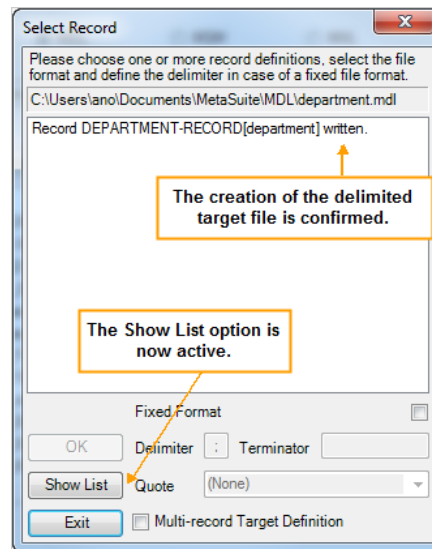 Select Record
x
Please choose one or more record definitions, select the file
format and define the delimiter in case of a fixed file format.
C:\Users\ano\Documents\MetaSuite\MDL\department.mdl
Record DEPARTMENT-RECORD[department] written.
The creation of the delimited
target file is confirmed.
The Show List option is
now active.
Fixed Format
OK Delimiter ; Terminator
Show List Quote (None)
Exit Multi-record Target Definition